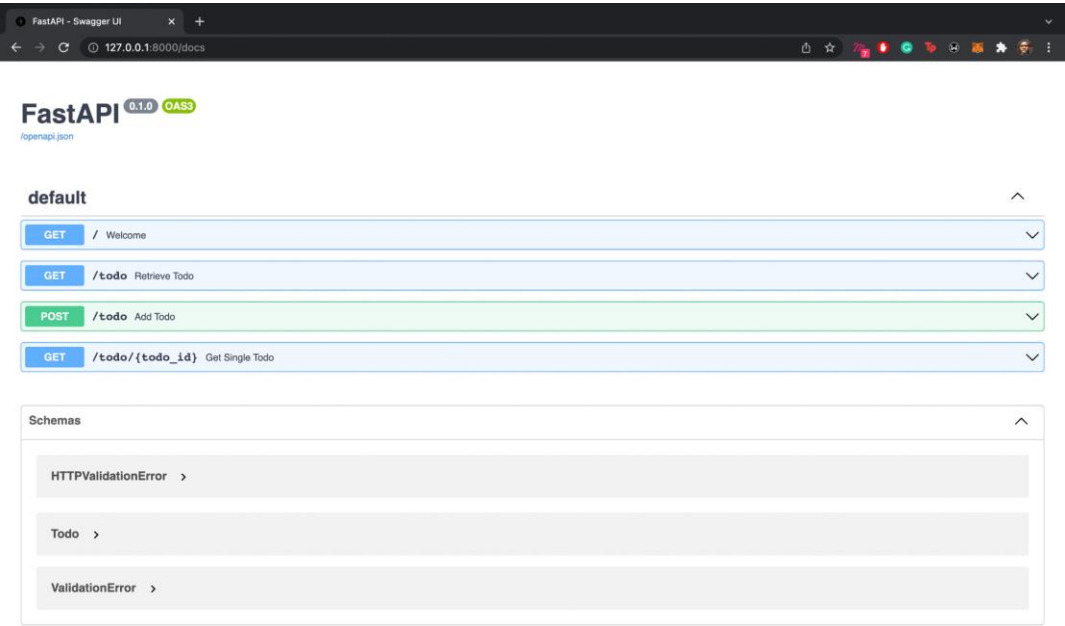 FastAPI - Swagger UI
127.0.0.1:8000/docs
FastAPI 0.1.0 OAS3
/openapi.json
default
GET / Welcome
GET /todo Retrieve Todo
POST /todo Add Todo
GET /todo/{todo_id} Get Single Todo
Schemas
HTTPValidationError
Todo
ValidationError